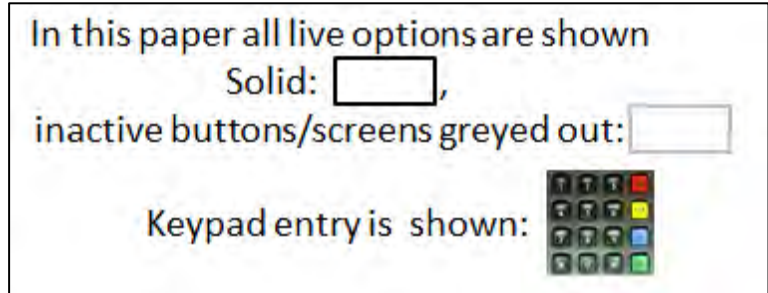 In this paper all live options are shown
Solid: ,
inactive buttons/screens greyed out:
Keypad entry is shown: